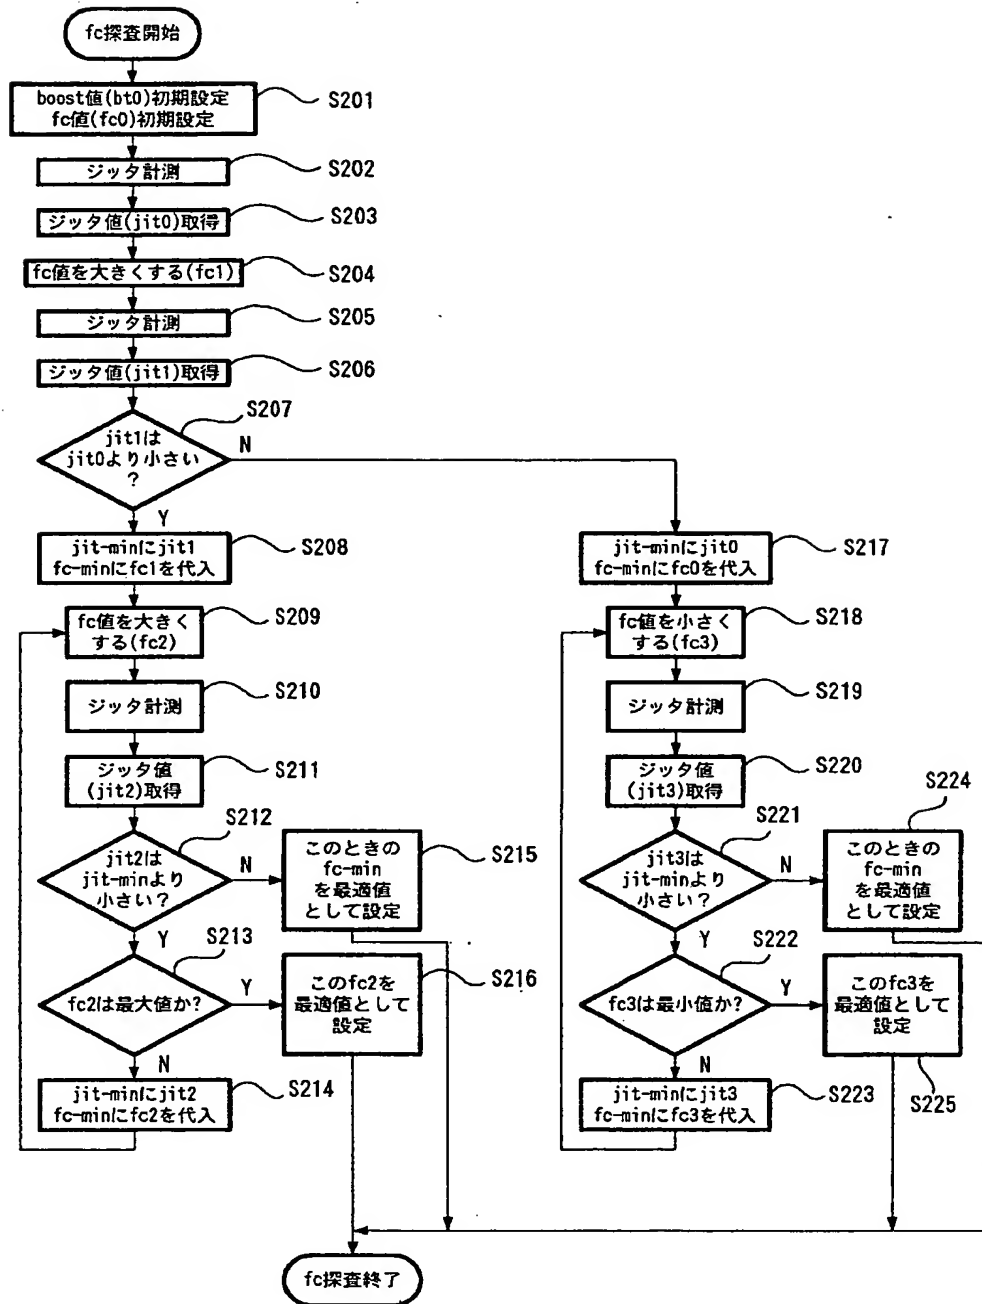 fc探査開始
boost値(bt0)初期設定
fc値(fc0)初期設定
S201
ジッタ計測
S202
ジッタ値(jit0)取得
S203
fc値を大きくする(fc1)
S204
ジッタ計測
S205
ジッタ値(jit1)取得
S206
S207
jit1は
jit0より小さい
?
N
Y
jit-minにjit1
fc-minにfc1を代入
S208
fc値を大きく
する(fc2)
S209
ジッタ計測
S210
ジッタ値
(jit2)取得
S211
S212
jit2は
jit-minより
小さい?
N
Y
このときの
fc-min
を最適値
として設定
S215
S213
fc2は最大値か?
Y
N
このfc2を
最適値として
設定
S216
jit-minにjit2
fc-minにfc2を代入
S214
jit-minにjit0
fc-minにfc0を代入
S217
fc値を小さく
する(fc3)
S218
ジッタ計測
S219
ジッタ値
(jit3)取得
S220
S221
jit3は
jit-minより
小さい?
N
Y
S224
このときの
fc-min
を最適値
として設定
S222
fc3は最小値か?
Y
N
このfc3を
最適値として
設定
S225
jit-minにjit3
fc-minにfc3を代入
S223
fc探査終了